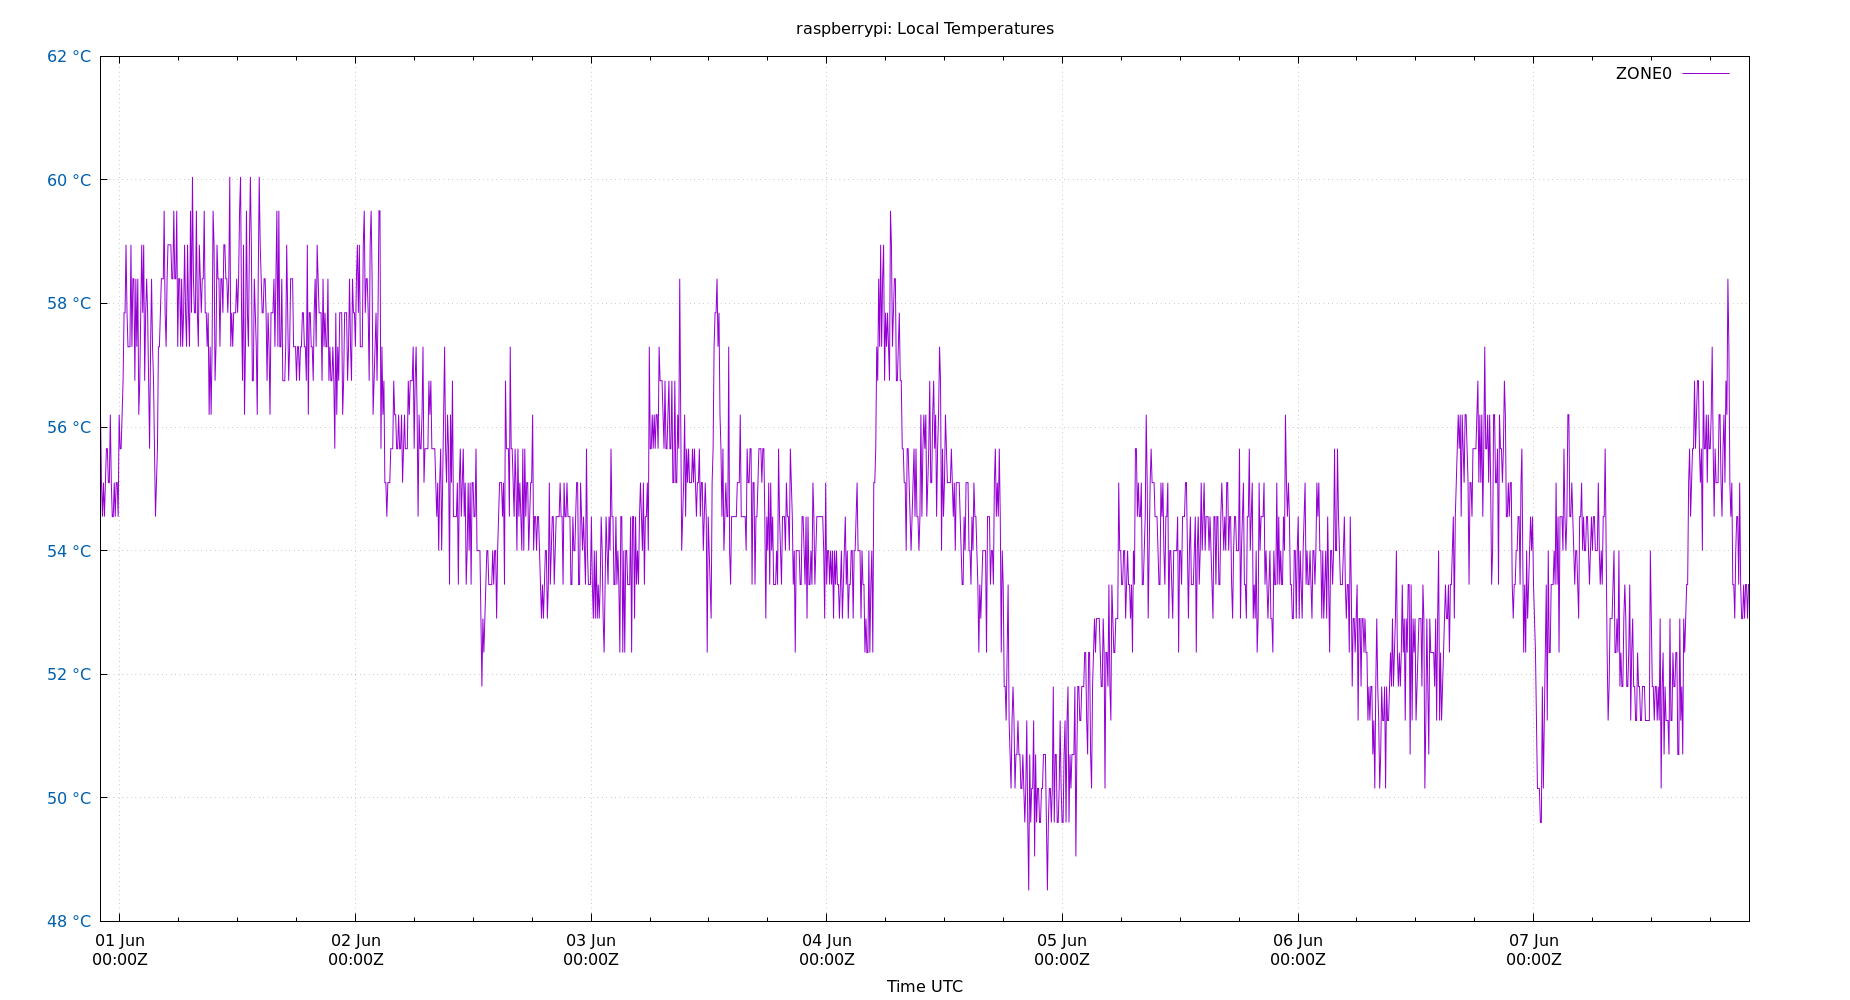 raspberrypi: Local Temperatures
62 °C
ZONE0
60 °C
58 °C
56 °C
54 °C
52 °C
50 °C
48 °C
01 Jun 02 Jun 03 Jun 04 Jun 05 Jun 06 Jun 07 Jun
00:00Z 00:00Z 00:00Z 00:00Z 00:00Z 00:00Z 00:00Z
Time UTC